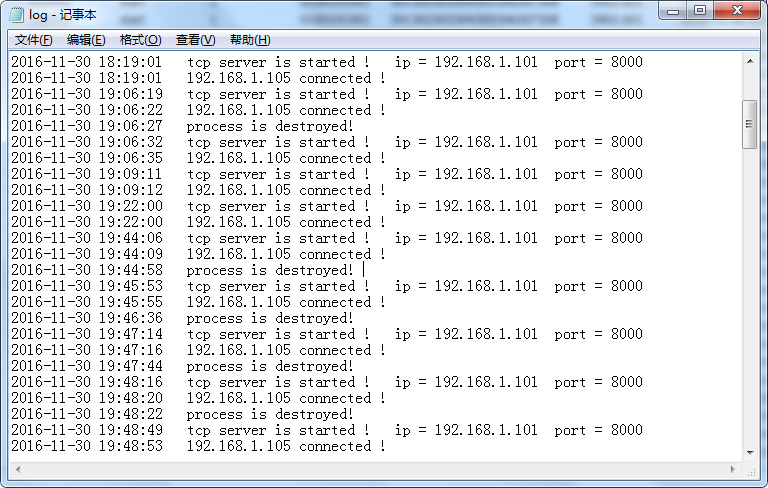 log - 记事本
文件(F) 编辑(E) 格式(O) 查看(V) 帮助(H)
2016-11-30 18:19:01 tcp server is started ! ip = 192.168.1.101 port = 8000
2016-11-30 18:19:01 192.168.1.105 connected !
2016-11-30 19:06:19 tcp server is started ! ip = 192.168.1.101 port = 8000
2016-11-30 19:06:22 192.168.1.105 connected !
2016-11-30 19:06:27 process is destroyed!
2016-11-30 19:06:32 tcp server is started ! ip = 192.168.1.101 port = 8000
2016-11-30 19:06:35 192.168.1.105 connected !
2016-11-30 19:09:11 tcp server is started ! ip = 192.168.1.101 port = 8000
2016-11-30 19:09:12 192.168.1.105 connected !
2016-11-30 19:22:00 tcp server is started ! ip = 192.168.1.101 port = 8000
2016-11-30 19:22:00 192.168.1.105 connected !
2016-11-30 19:44:06 tcp server is started ! ip = 192.168.1.101 port = 8000
2016-11-30 19:44:09 192.168.1.105 connected !
2016-11-30 19:44:58 process is destroyed!
2016-11-30 19:45:53 tcp server is started ! ip = 192.168.1.101 port = 8000
2016-11-30 19:45:55 192.168.1.105 connected !
2016-11-30 19:46:36 process is destroyed!
2016-11-30 19:47:14 tcp server is started ! ip = 192.168.1.101 port = 8000
2016-11-30 19:47:16 192.168.1.105 connected !
2016-11-30 19:47:44 process is destroyed!
2016-11-30 19:48:16 tcp server is started ! ip = 192.168.1.101 port = 8000
2016-11-30 19:48:20 192.168.1.105 connected !
2016-11-30 19:48:22 process is destroyed!
2016-11-30 19:48:49 tcp server is started ! ip = 192.168.1.101 port = 8000
2016-11-30 19:48:53 192.168.1.105 connected !